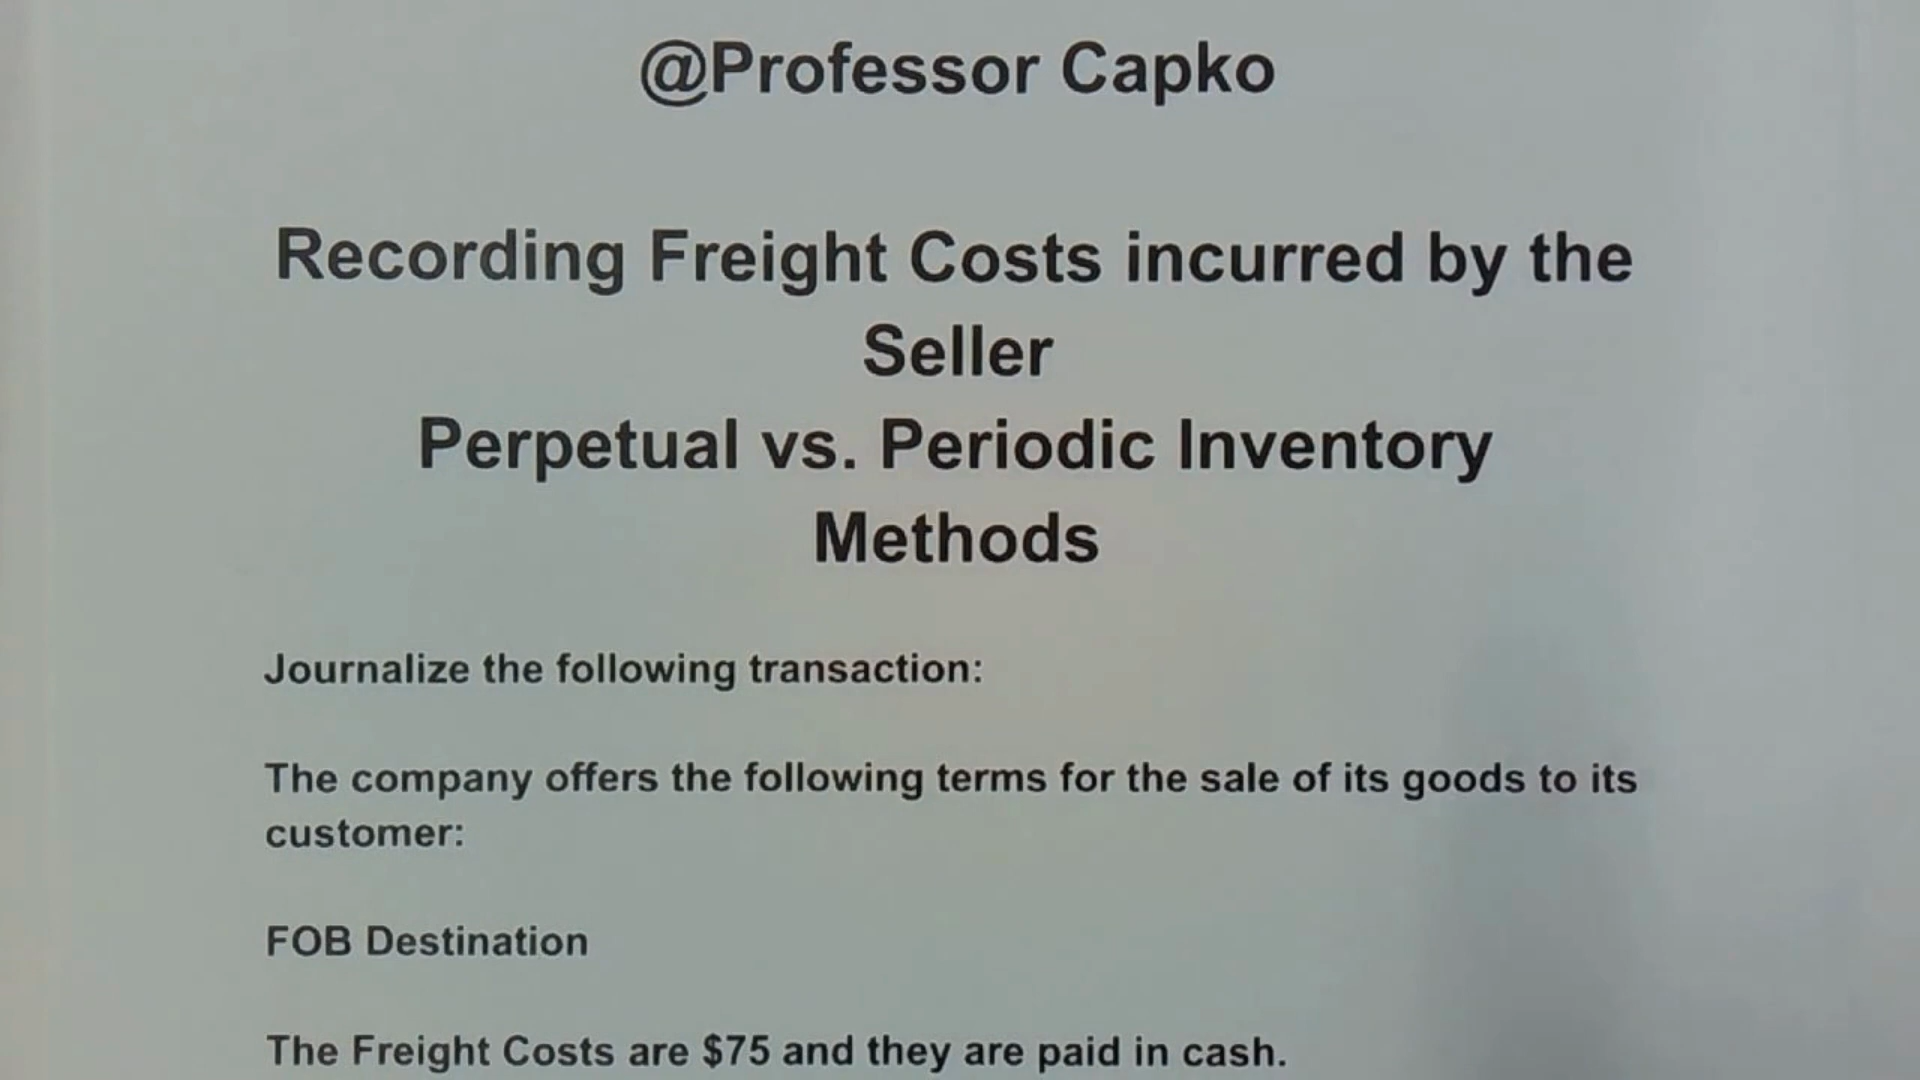 @Professor Capko
Recording Freight Costs incurred by the
Seller
Perpetual vs. Periodic Inventory
Methods
Journalize the following transaction:
The company offers the following terms for the sale of its goods to its
customer:
FOB Destination
The Freight Costs are $75 and they are paid in cash.